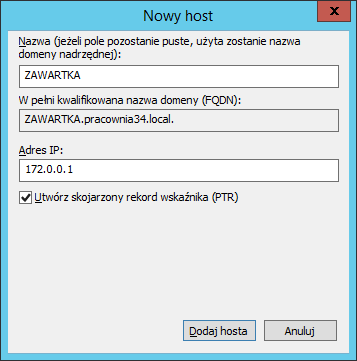 Nowy host
x
Nazwa (jeżeli pole pozostanie puste, użyta zostanie nazwa
domeny nadrzędnej):
ZAWARTKA
W pełni kwalifikowana nazwa domeny (FQDN):
ZAWARTKA.pracownia34.local.
Adres IP:
172.0.0.1
Utwórz skojarzony rekord wskaźnika (PTR)
Dodaj hosta
Anuluj